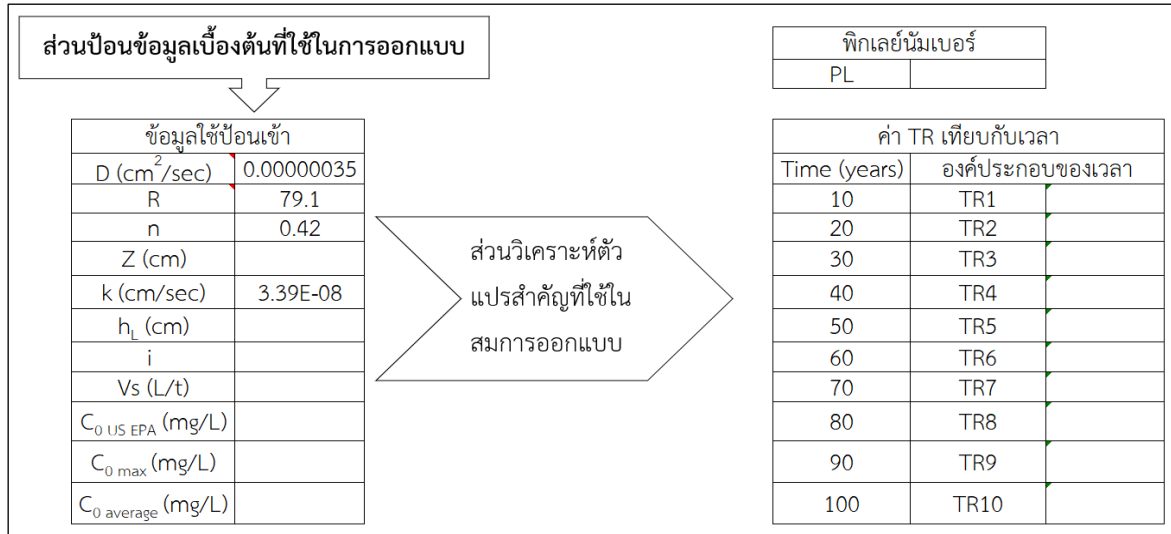 ส่วนป้อนข้อมูลเบื้องต้นที่ใช้ในการออกแบบ
ข้อมูลใช้ป้อนเข้า
D (cm²/sec) 0.00000035
R 79.1
n 0.42
Z (cm)
k (cm/sec) 3.39E-08
h_L (cm)
i
Vs (L/t)
C₀ US EPA (mg/L)
C₀ max (mg/L)
C₀ average (mg/L)
ส่วนวิเคราะห์ตัว
แปรสำคัญที่ใช้ใน
สมการออกแบบ
พิกเลย์นัมเบอร์
PL
ค่า TR เทียบกับเวลา
Time (years) องค์ประกอบของเวลา
10 TR1
20 TR2
30 TR3
40 TR4
50 TR5
60 TR6
70 TR7
80 TR8
90 TR9
100 TR10